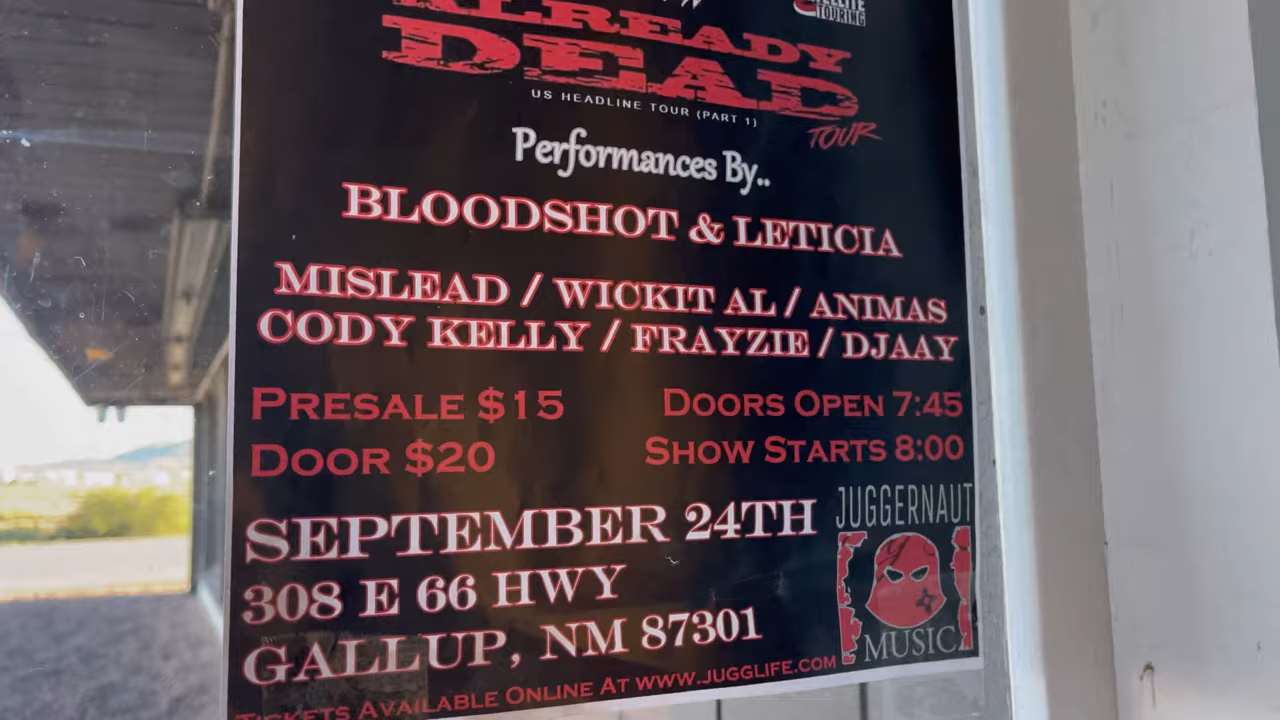 ALREADY
DEAD
US HEADLINE TOUR (PART 1)
TOUR
Performances By..
BLOODSHOT & LETICIA
MISLEAD / WICKIT AL / ANIMAS
CODY KELLY / FRAYZIE / DJAAY
PRESALE $15
DOORS OPEN 7:45
DOOR $20
SHOW STARTS 8:00
SEPTEMBER 24TH
308 E 66 HWY
GALLUP, NM 87301
JUGGERNAUT
MUSIC
TICKETS AVAILABLE ONLINE AT WWW.JUGGLIFE.COM
TOURING